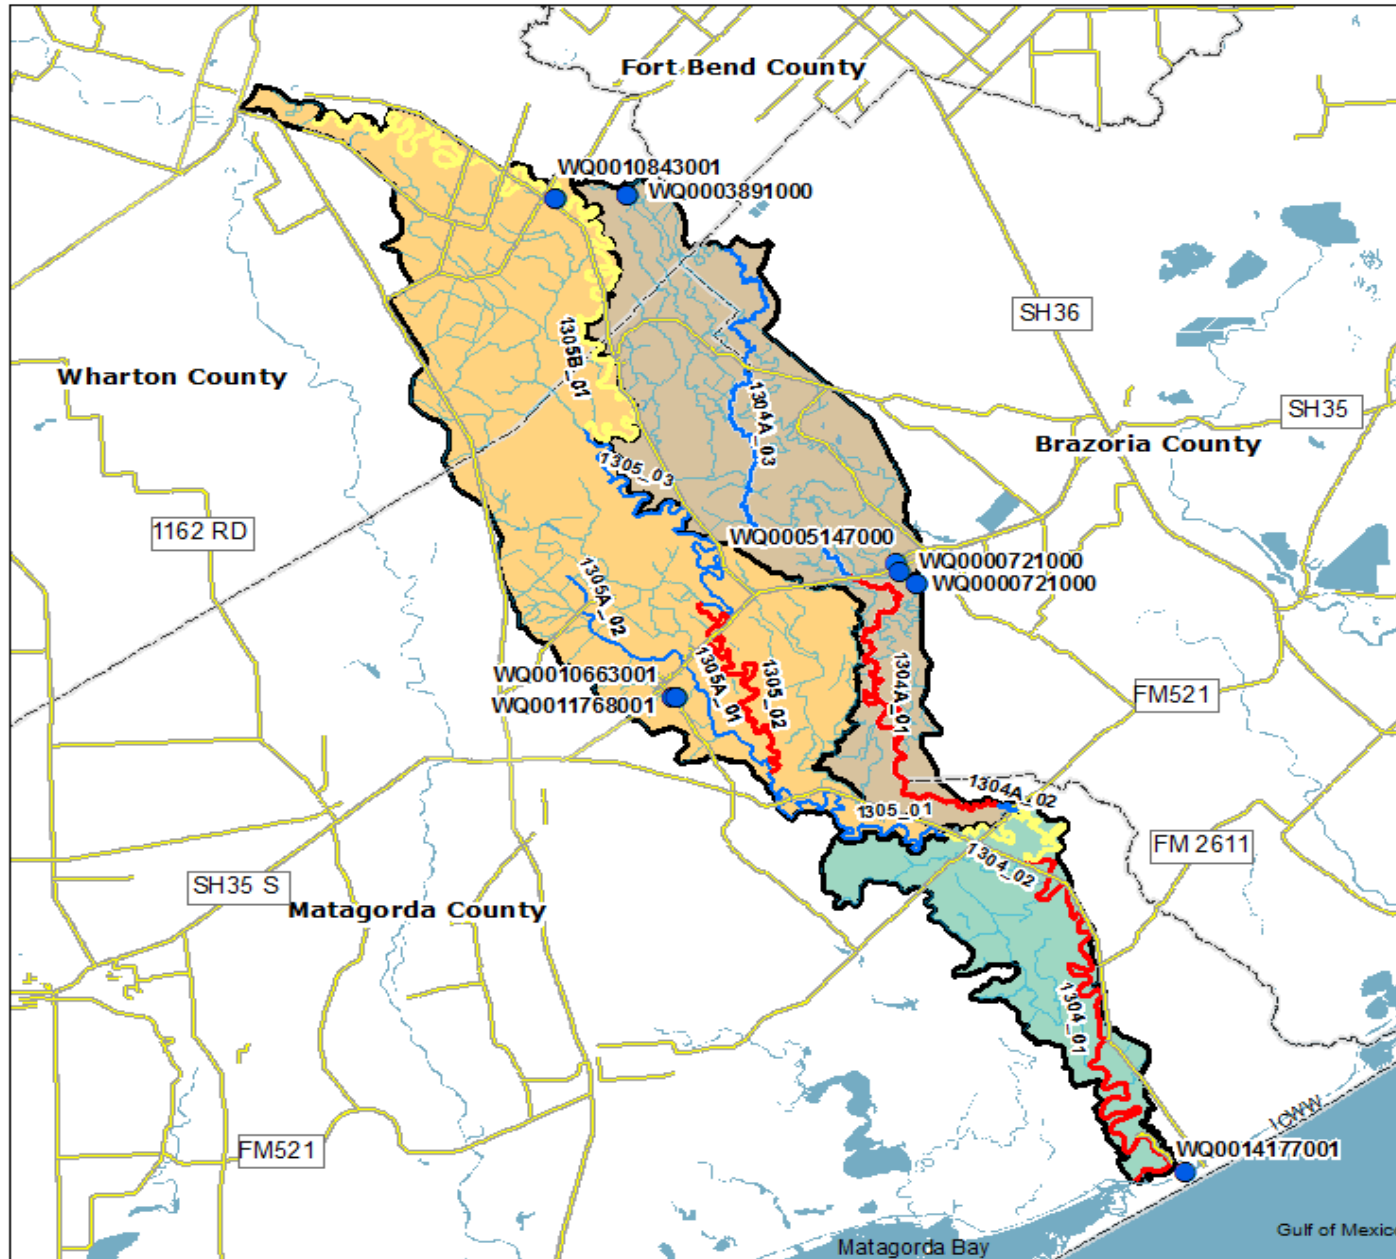 Fort Bend County
WQ0010843001
WQ0003891000
SH36
1305B_01
Wharton County
1304A_03
SH35
Brazoria County
1305_03
1162 RD
WQ0005147000
WQ0000721000
WQ0000721000
1305A_02
WQ0010663001
WQ0011768001
1305A_01
1305_02
1304A_01
FM521
1304A_02
1305_01
FM 2611
1304_02
SH35 S
Matagorda County
1304_01
ICWW
FM521
WQ0014177001
Gulf of Mexico
Matagorda Bay